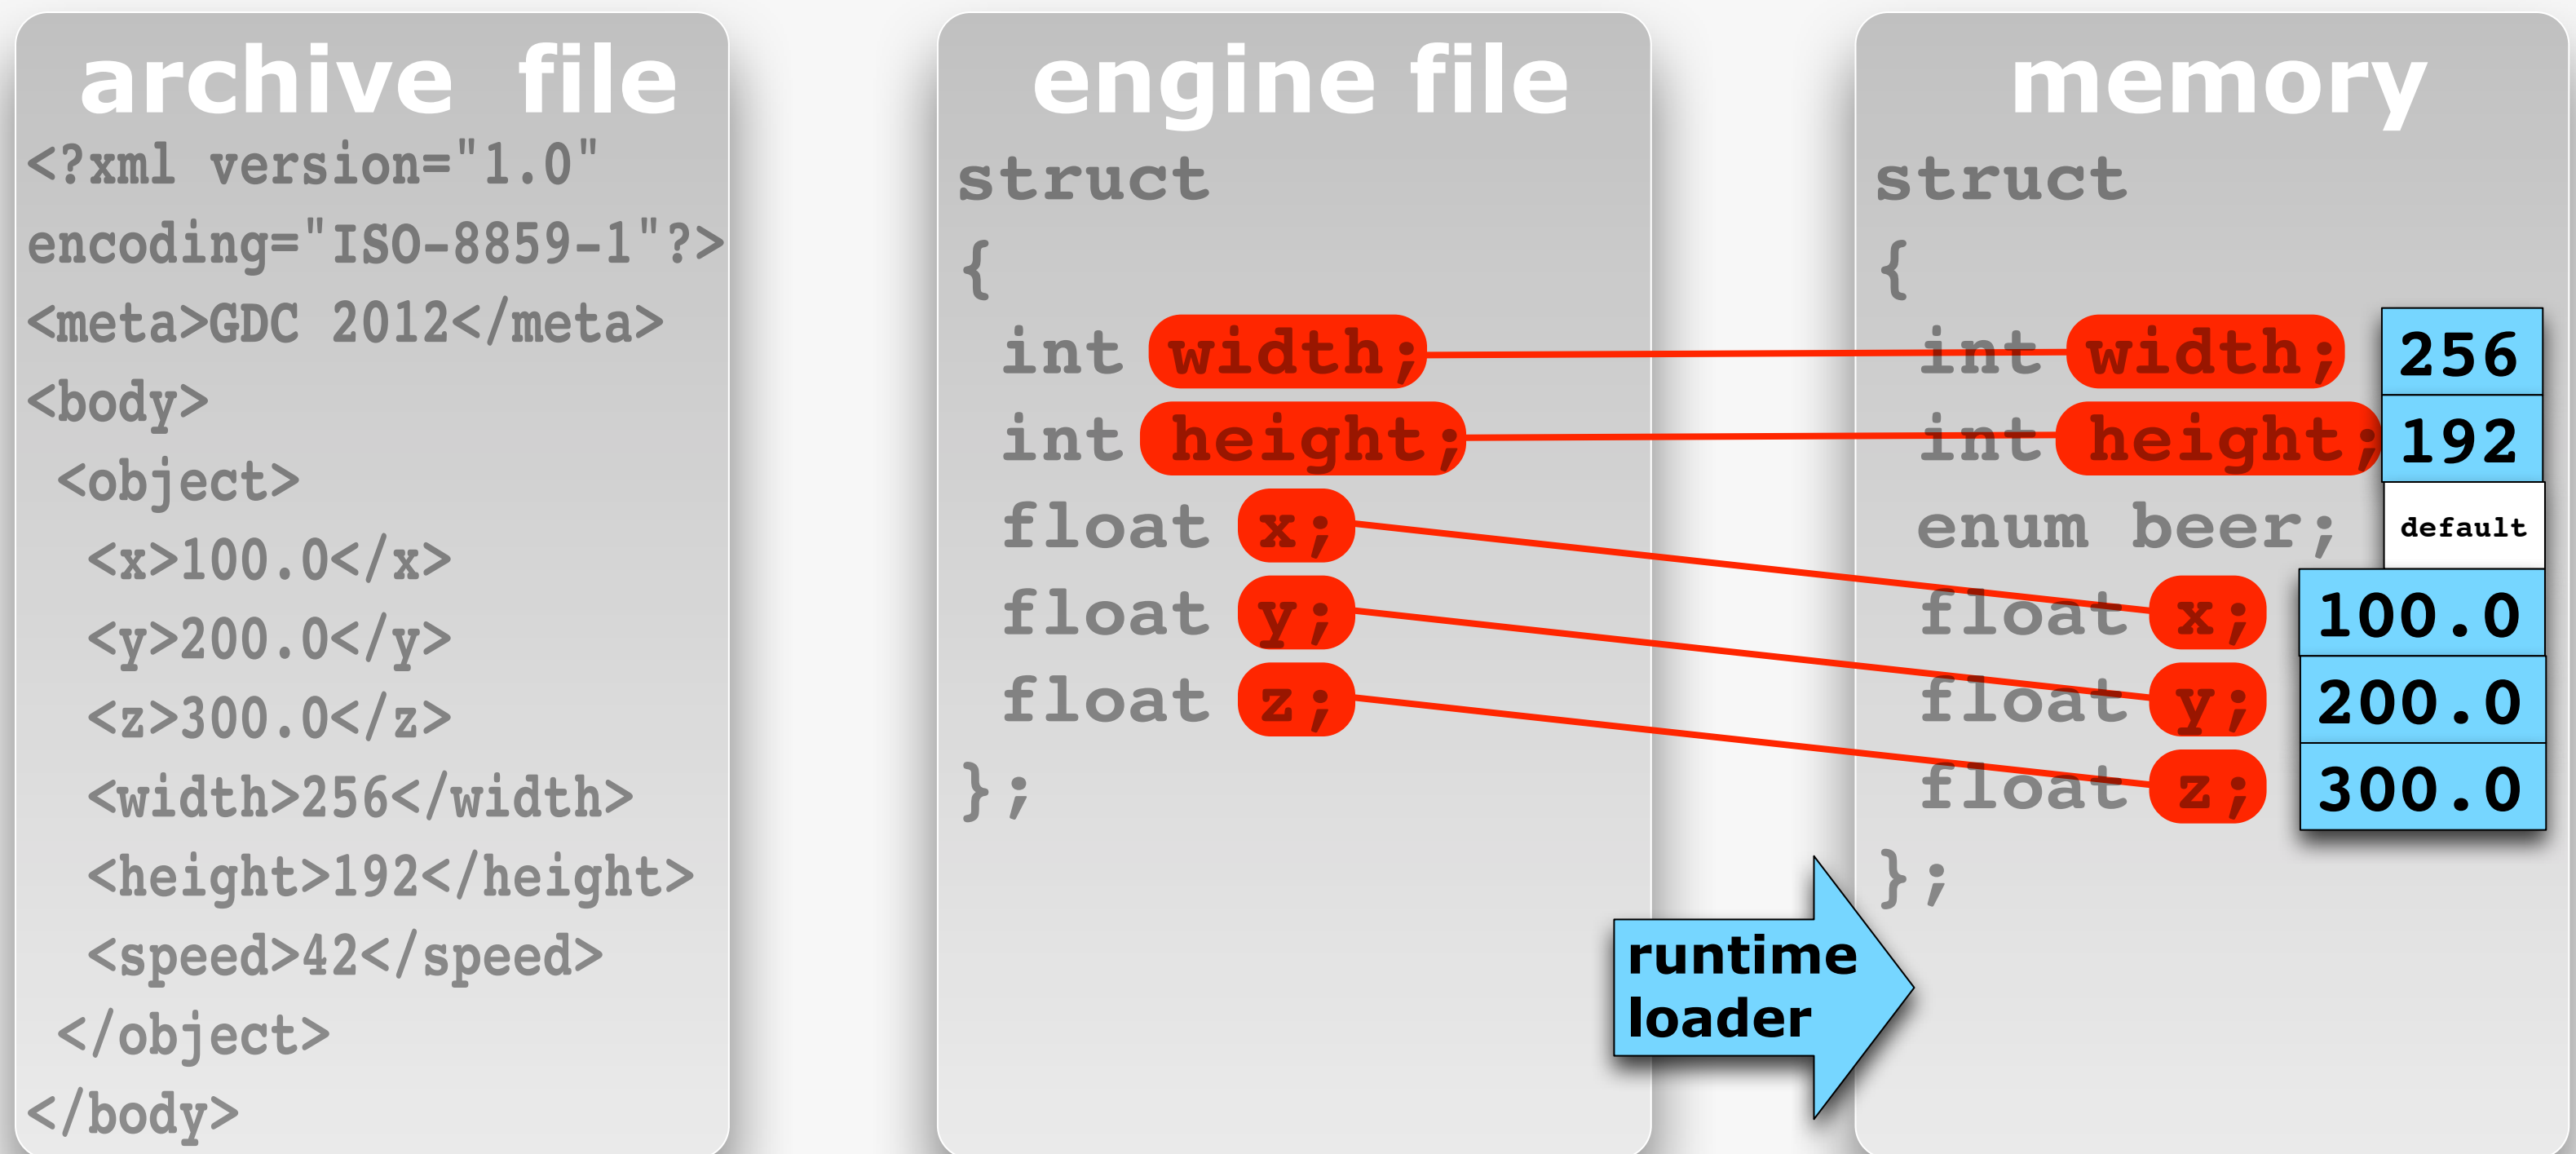 archive file
<?xml version="1.0"
encoding="ISO-8859-1"?>
<meta>GDC 2012</meta>
<body>
<object>
<x>100.0</x>
<y>200.0</y>
<z>300.0</z>
<width>256</width>
<height>192</height>
<speed>42</speed>
</object>
</body>
engine file
struct
{
int width;
int height;
float x;
float y;
float z;
};
runtime
loader
memory
struct
{
int width; 256
int height; 192
enum beer; default
float x; 100.0
float y; 200.0
float z; 300.0
};